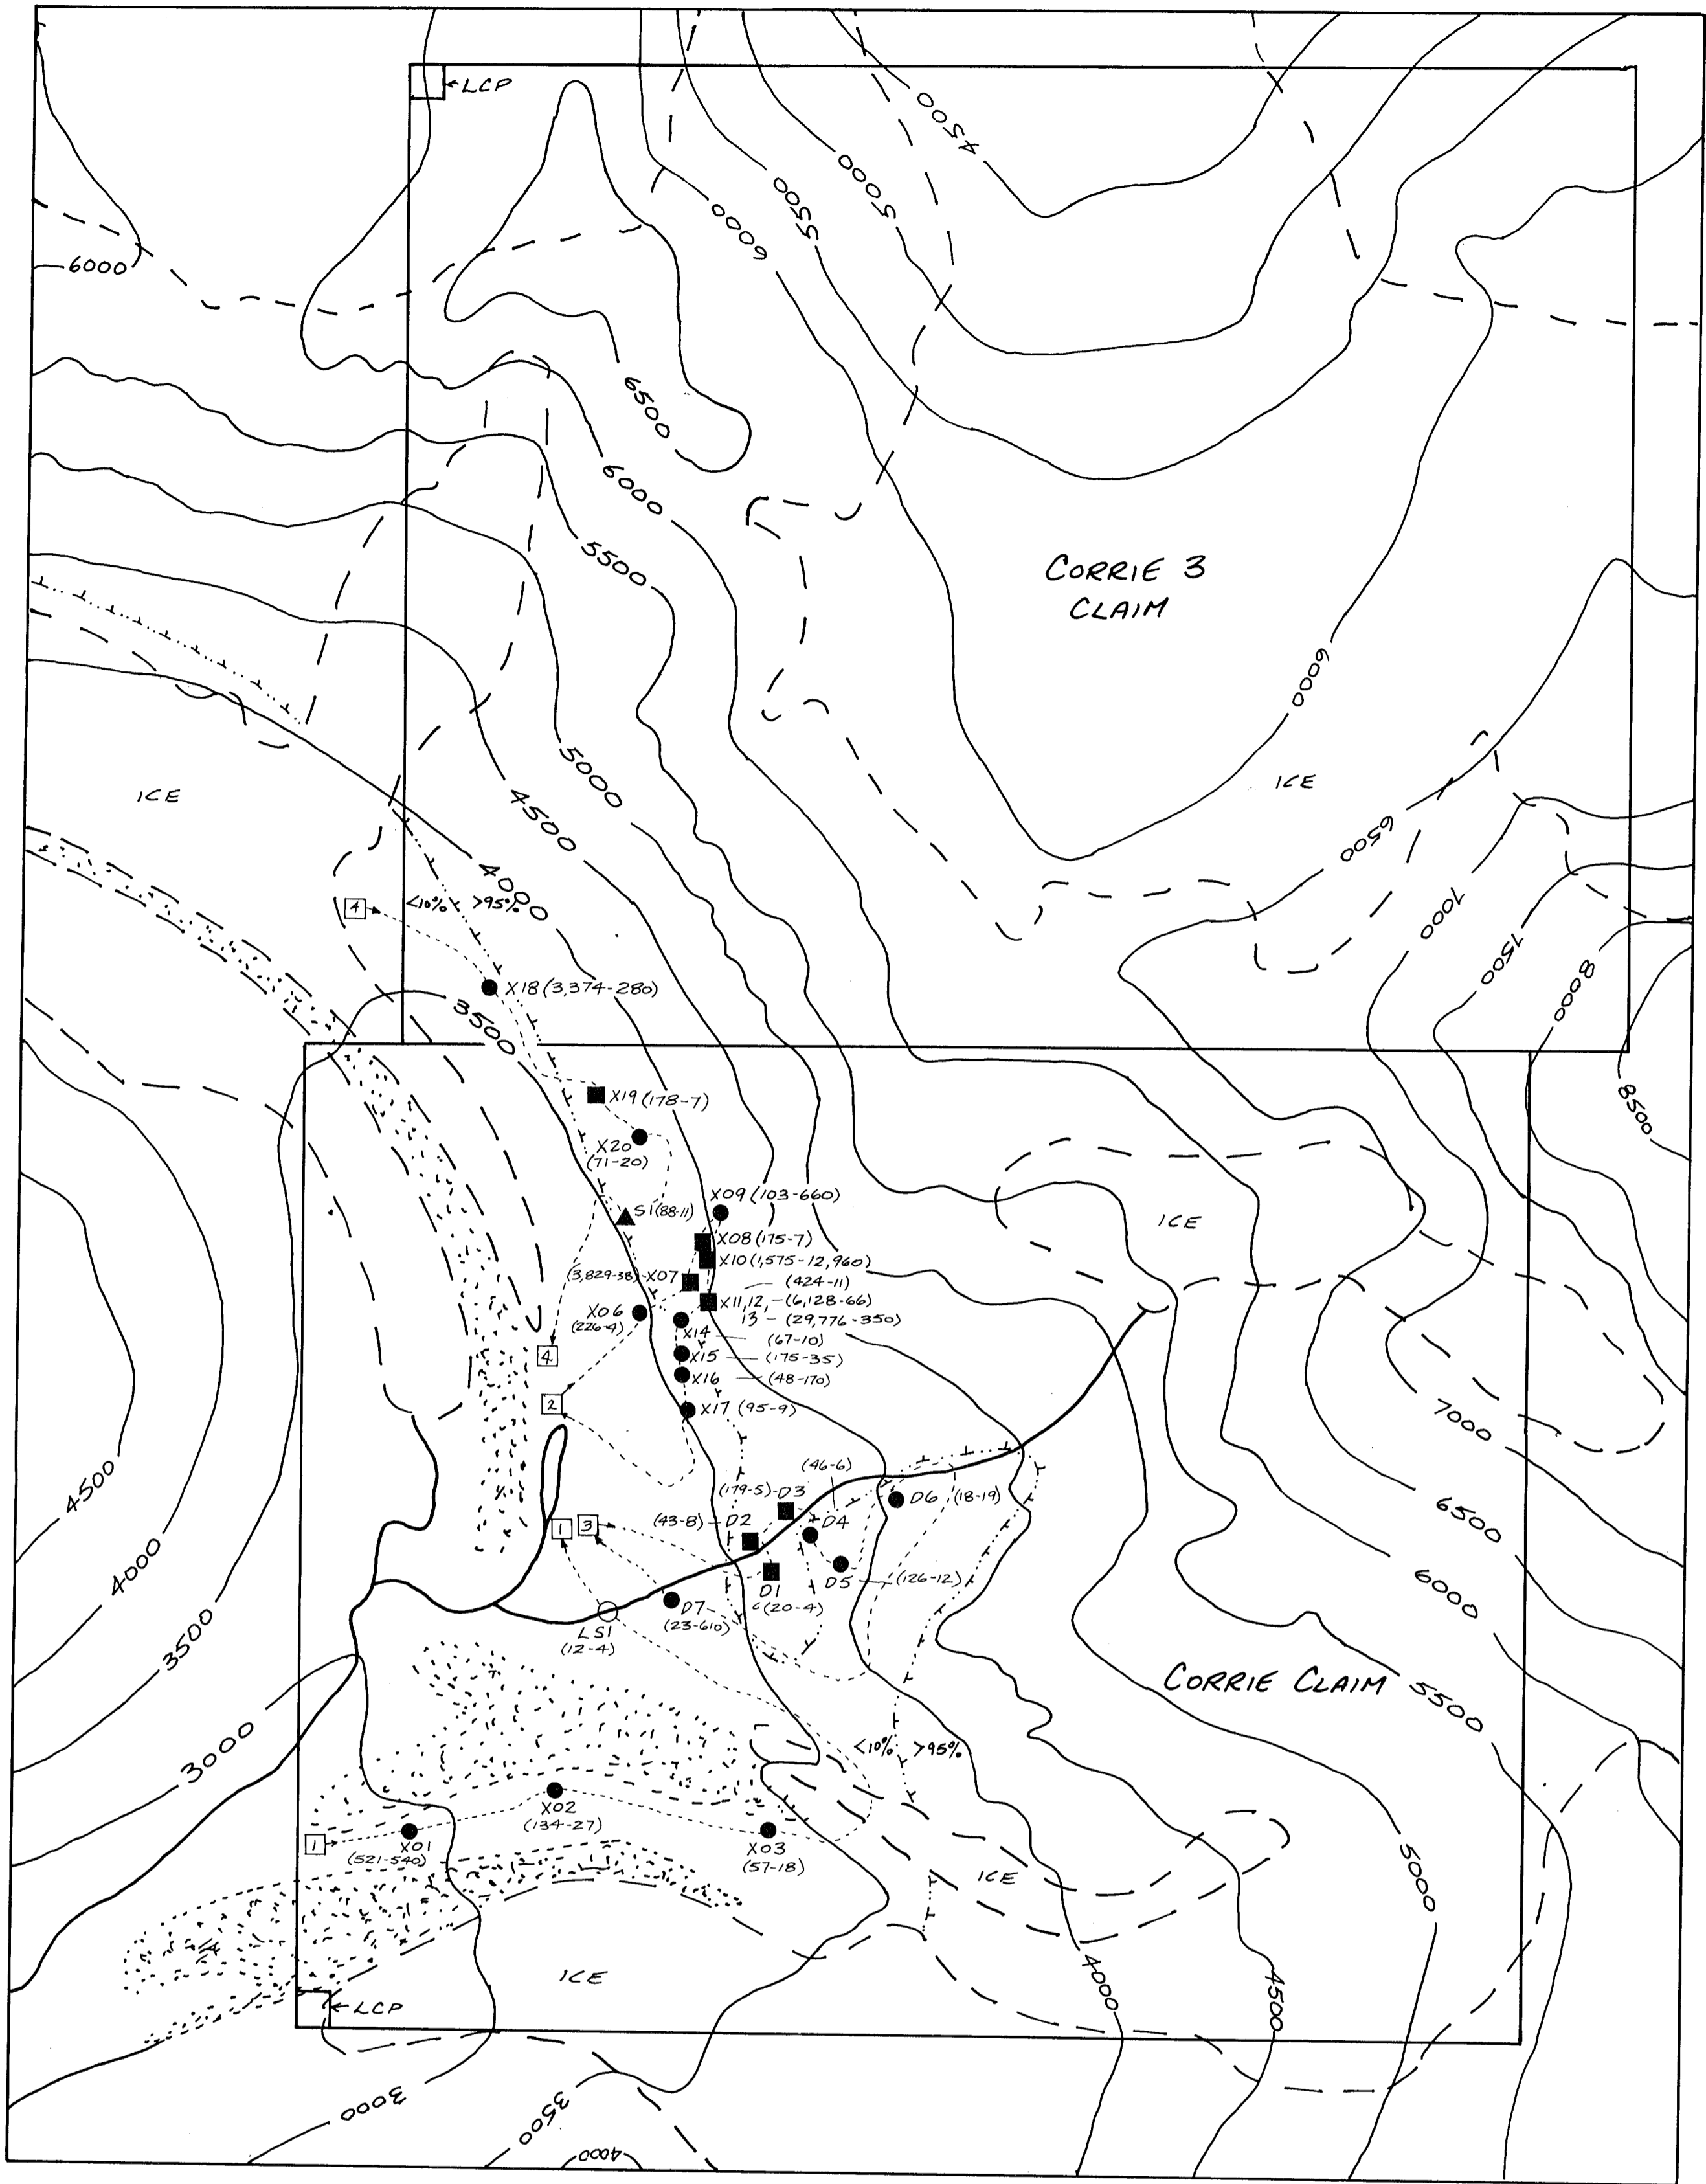 ←LCP
4500
5000
5500
6000
6000
6500
6000
5500
CORRIE 3
CLAIM
6000
5000
ICE
ICE
4500
6500
4000
4
<10% >95%
7000
7500
8000
X18 (3,374-280)
3500
8500
X19 (178-7)
X20
(71-20)
X09 (103-660)
S1 (88-11)
ICE
X08 (175-7)
X10 (1,575-12,960)
(3,829-38)-X07
(424-11)
X11,12,-(6,128-66)
13 - (29,776-350)
X06
(226-4)
X14 — (67-10)
4
X15 — (175-35)
X16 — (48-170)
2
X17 (95-9)
7000
4500
(46-6)
(179-5)-D3
D6 (18-19)
6500
1
3
(43-8)-D2
D4
4000
D1
(20-4)
D5 — (126-12)
6000
D7
(23-610)
LS1
(12-4)
3500
CORRIE CLAIM
5500
3000
<10% >95%
X02
(134-27)
1
X01
(521-540)
X03
(57-18)
5000
ICE
ICE
←LCP
4000
4500
3000
3500
4000